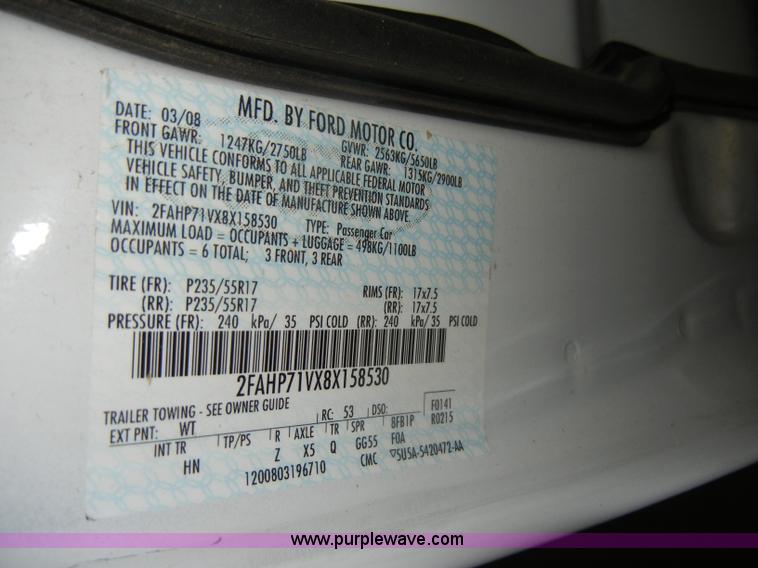 MFD. BY FORD MOTOR CO.
DATE: 03/08 GVWR: 2563KG/5650LB
FRONT GAWR: 1247KG/2750LB REAR GAWR: 1315KG/2900LB
THIS VEHICLE CONFORMS TO ALL APPLICABLE FEDERAL MOTOR
VEHICLE SAFETY, BUMPER, AND THEFT PREVENTION STANDARDS
IN EFFECT ON THE DATE OF MANUFACTURE SHOWN ABOVE.
VIN: 2FAHP71VX8X158530 TYPE: Passenger Car
MAXIMUM LOAD = OCCUPANTS + LUGGAGE = 498KG/1100LB
OCCUPANTS = 6 TOTAL; 3 FRONT, 3 REAR
TIRE (FR): P235/55R17 RIMS (FR): 17x7.5
(RR): P235/55R17 (RR): 17x7.5
PRESSURE (FR): 240 kPa/ 35 PSI COLD (RR): 240 kPa/ 35 PSI COLD
2FAHP71VX8X158530
TRAILER TOWING - SEE OWNER GUIDE
EXT PNT: WT RC: 53 DSO: F0141
8FB1P R0215
INT TR TP/PS R AXLE TR SPR F0A
HN Z X5 Q GG55 CMC ▽5U5A-5420472-AA
1200803196710
www.purplewave.com